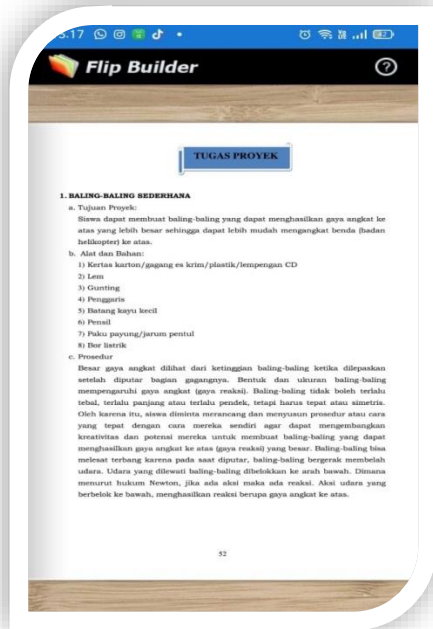 5.17
Flip Builder
TUGAS PROYEK
1. BALING-BALING SEDERHANA
a. Tujuan Proyek:
Siswa dapat membuat baling-baling yang dapat menghasilkan gaya angkat ke
atas yang lebih besar sehingga dapat lebih mudah mengangkat benda (badan
helikopter) ke atas.
b. Alat dan Bahan:
1) Kertas karton/gagang es krim/plastik/lempengan CD
2) Lem
3) Gunting
4) Penggaris
5) Batang kayu kecil
6) Pensil
7) Paku payung/jarum pentul
8) Bor listrik
c. Prosedur
Besar gaya angkat dilihat dari ketinggian baling-baling ketika dilepaskan
setelah diputar bagian gagangnya. Bentuk dan ukuran baling-baling
mempengaruhi gaya angkat (gaya reaksi). Baling-baling tidak boleh terlalu
tebal, terlalu panjang atau terlalu pendek, tetapi harus tepat atau simetris.
Oleh karena itu, siswa diminta merancang dan menyusun prosedur atau cara
yang tepat dengan cara mereka sendiri agar dapat mengembangkan
kreativitas dan potensi mereka untuk membuat baling-baling yang dapat
menghasilkan gaya angkat ke atas (gaya reaksi) yang besar. Baling-baling bisa
melesat terbang karena pada saat diputar, baling-baling bergerak membelah
udara. Udara yang dilewati baling-baling dibelokkan ke arah bawah. Dimana
menurut hukum Newton, jika ada aksi maka ada reaksi. Aksi udara yang
berbelok ke bawah, menghasilkan reaksi berupa gaya angkat ke atas.
52